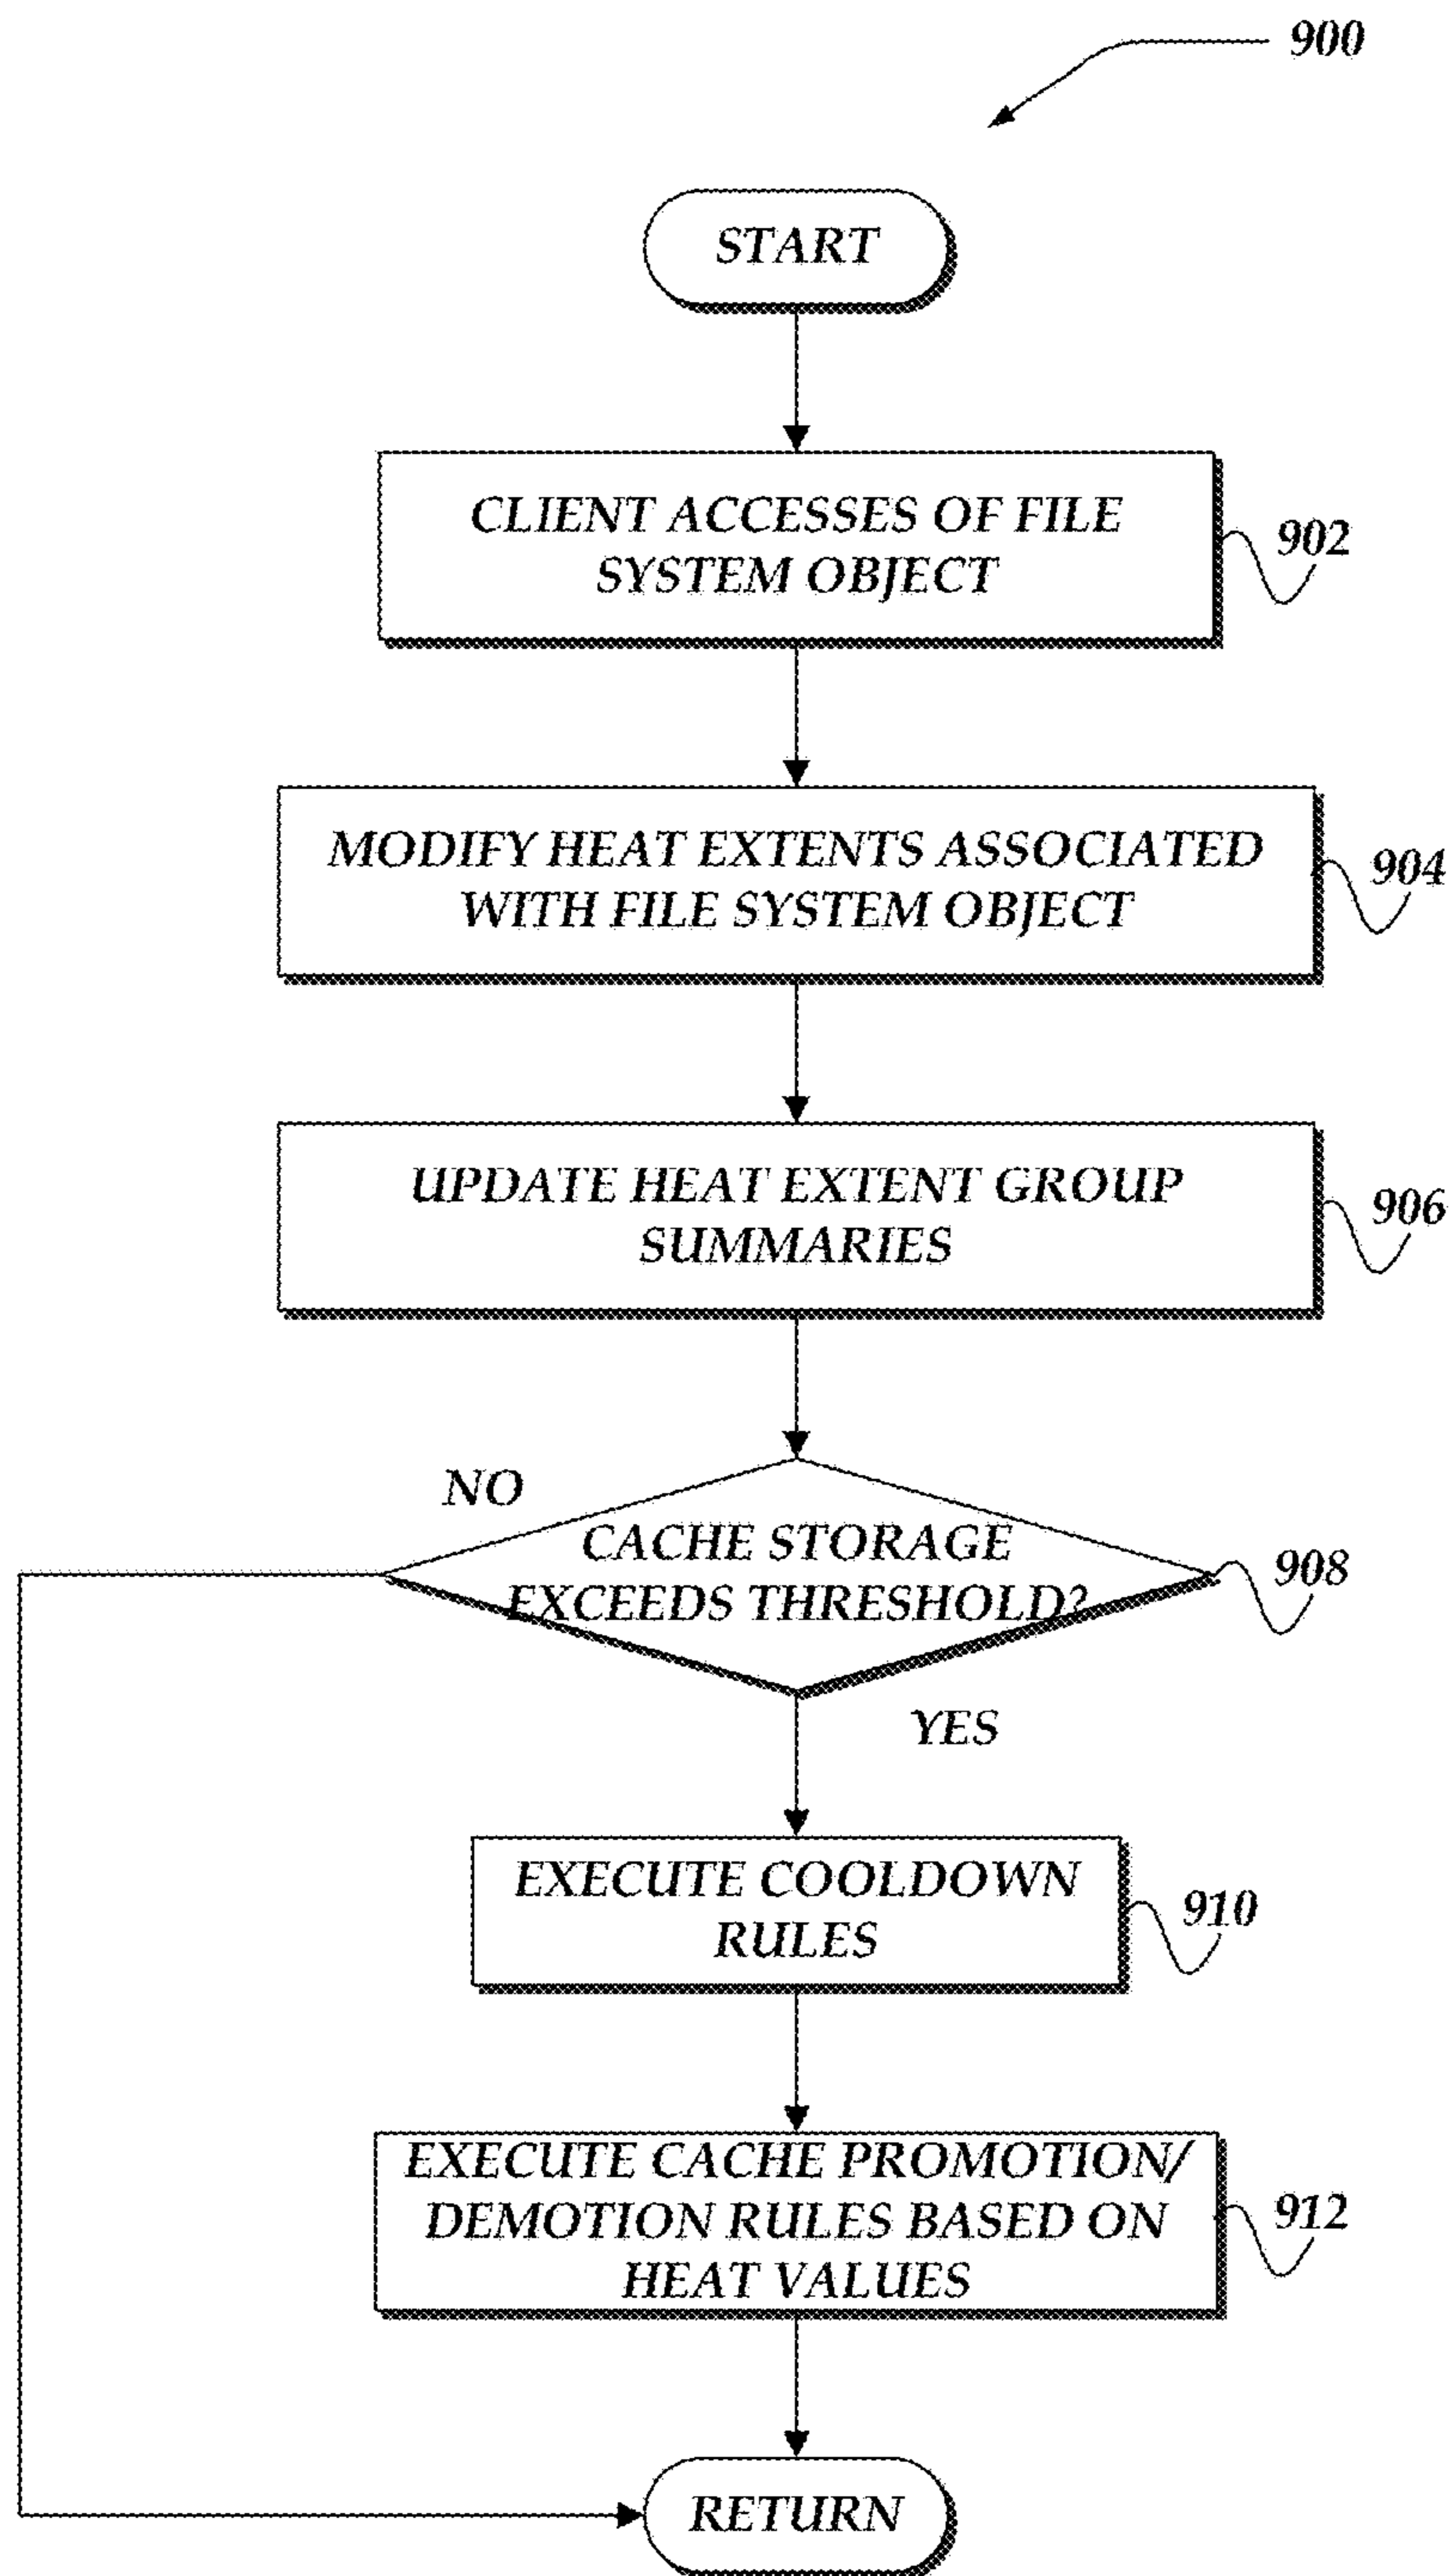 900
START
CLIENT ACCESSES OF FILE
SYSTEM OBJECT
902
MODIFY HEAT EXTENTS ASSOCIATED
WITH FILE SYSTEM OBJECT
904
UPDATE HEAT EXTENT GROUP
SUMMARIES
906
NO
CACHE STORAGE
EXCEEDS THRESHOLD?
908
YES
EXECUTE COOLDOWN
RULES
910
EXECUTE CACHE PROMOTION/
DEMOTION RULES BASED ON
HEAT VALUES
912
RETURN